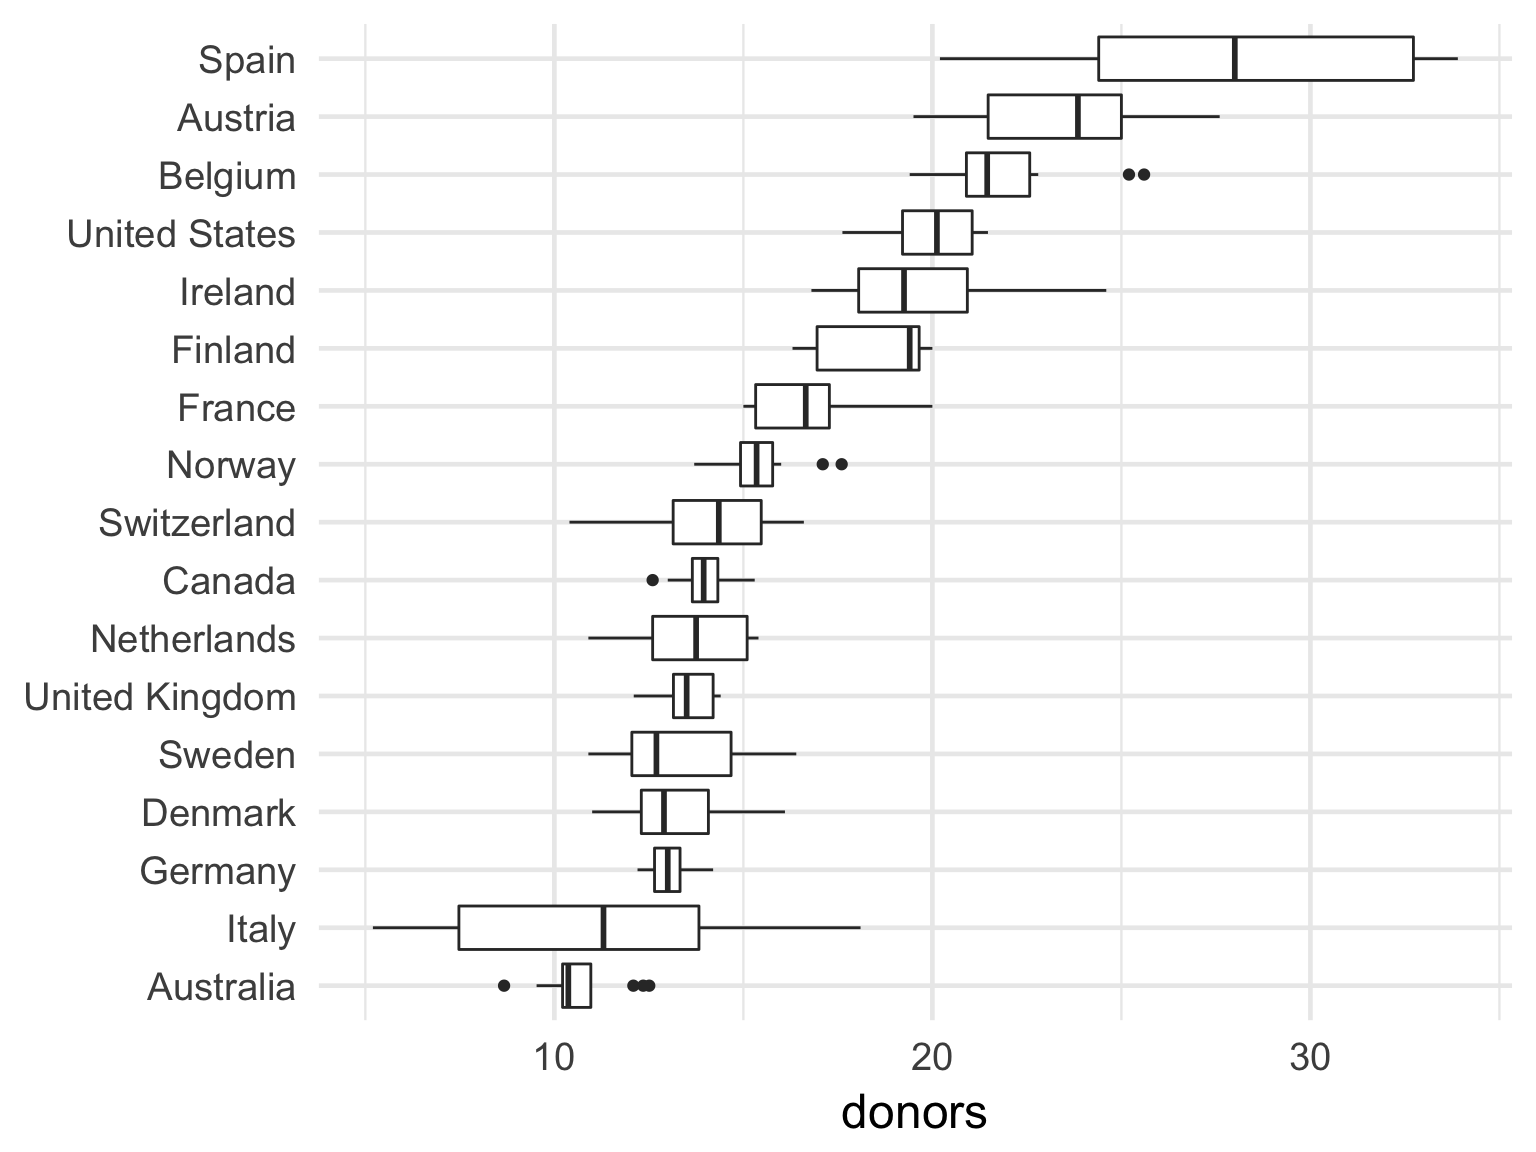 Spain
Austria
Belgium
United States
Ireland
Finland
France
Norway
Switzerland
Canada
Netherlands
United Kingdom
Sweden
Denmark
Germany
Italy
Australia
10 20 30
donors